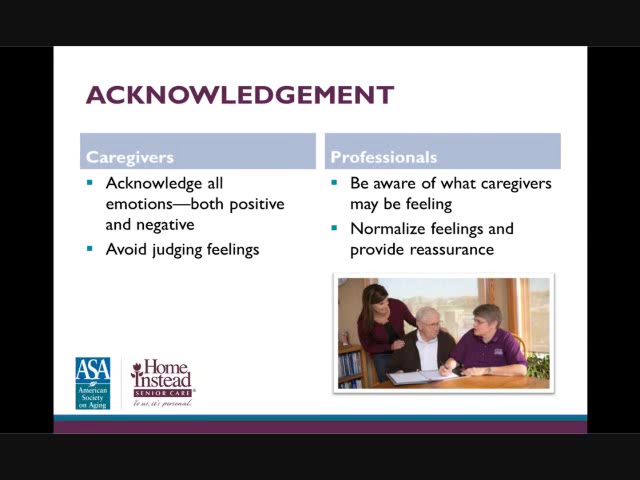 ACKNOWLEDGEMENT
Caregivers
Acknowledge all
emotions—both positive
and negative
Avoid judging feelings
Professionals
Be aware of what caregivers
may be feeling
Normalize feelings and
provide reassurance
ASA
American
Society
on Aging
Home
Instead
SENIOR CARE
To us, it's personal.